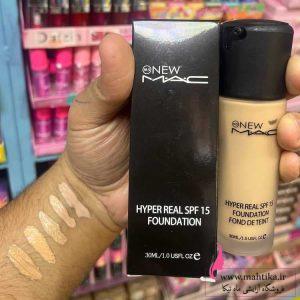 NEW
MAC
HYPER REAL SPF 15
FOUNDATION
30ML/1.0 USFL OZ
NEW
MAC
HYPER REAL SPF 15
FOUNDATION
FOND DE TEINT
30ML/1.0 USFL OZ
www.mahtika.ir
فروشگاه آرایشی ماه تیکا